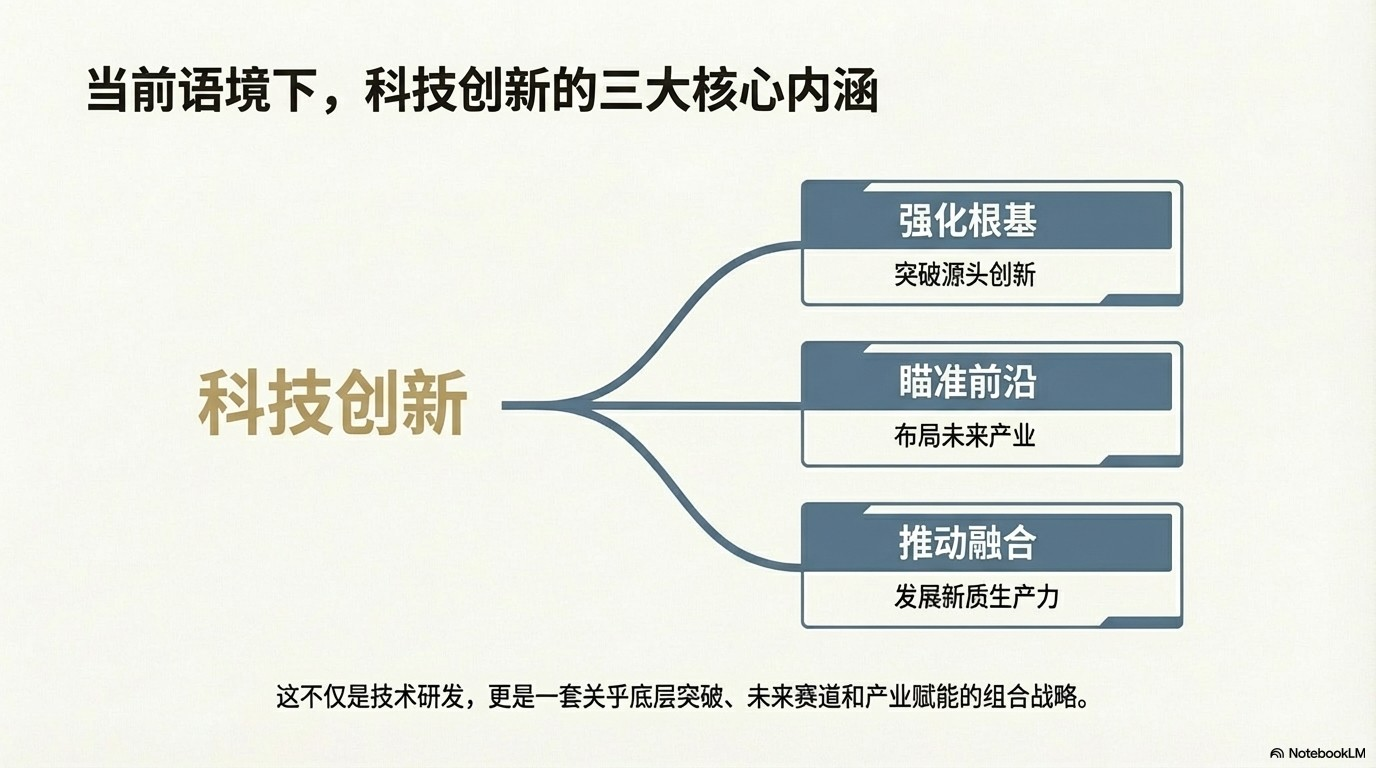 当前语境下，科技创新的三大核心内涵
科技创新
强化根基
突破源头创新
瞄准前沿
布局未来产业
推动融合
发展新质生产力
这不仅是技术研发，更是一套关乎底层突破、未来赛道和产业赋能的组合战略。
NotebookLM